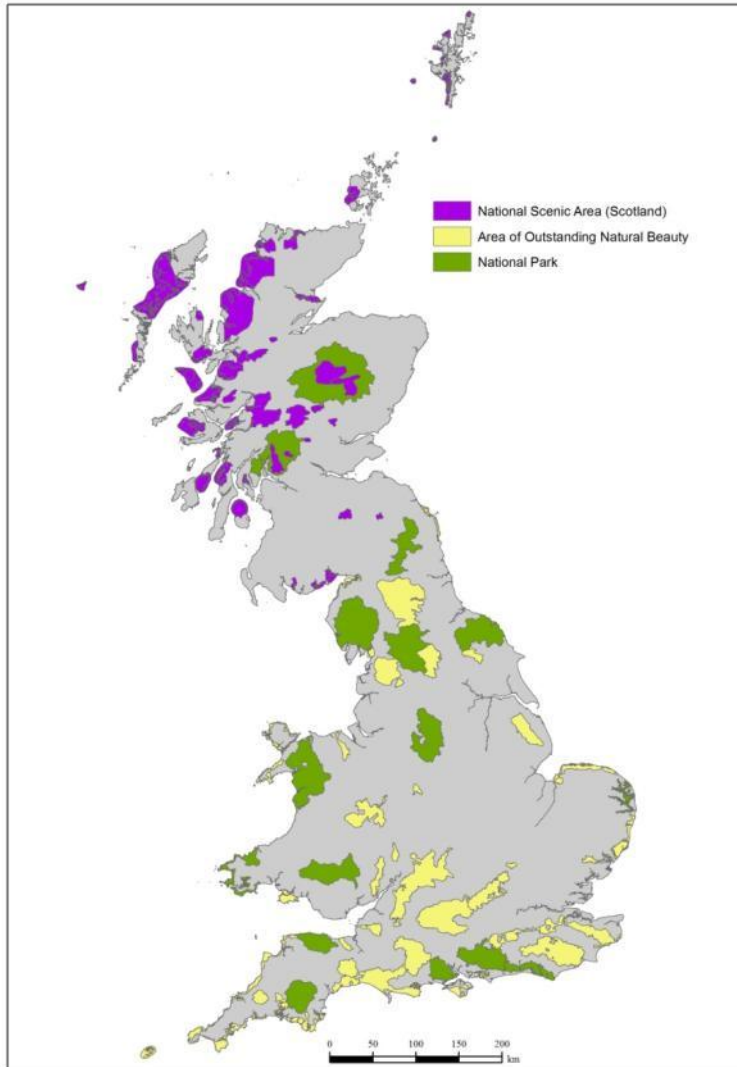 National Scenic Area (Scotland)
Area of Outstanding Natural Beauty
National Park
0 50 100 150 200
km